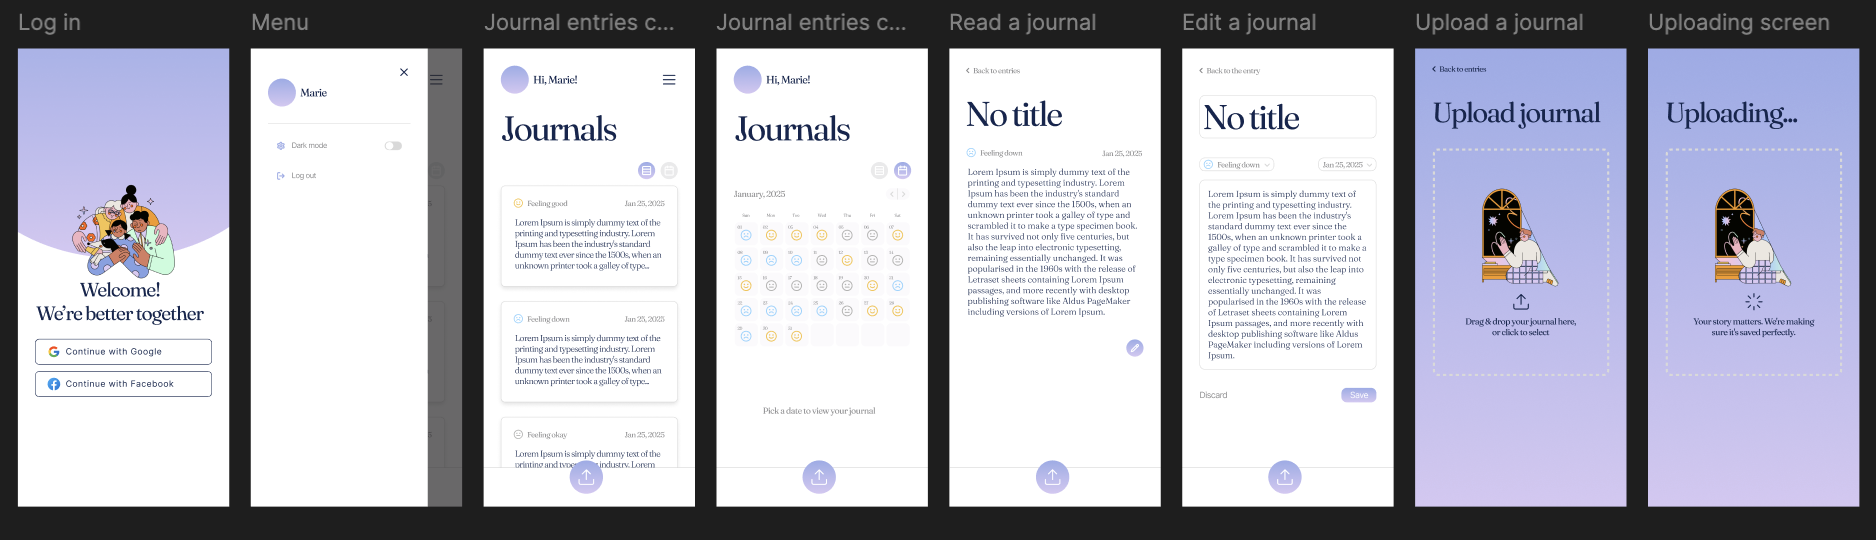 Log in
Welcome!
We're better together
Continue with Google
Continue with Facebook
Menu
Marie
Dark mode
Log out
Journal entries c...
Hi, Marie!
Journals
Feeling good
Jan 25, 2025
Lorem Ipsum is simply dummy text of the
printing and typesetting industry. Lorem
Ipsum has been the industry's standard
dummy text ever since the 1500s, when an
unknown printer took a galley of type...
Feeling down
Jan 25, 2025
Lorem Ipsum is simply dummy text of the
printing and typesetting industry. Lorem
Ipsum has been the industry's standard
dummy text ever since the 1500s, when an
unknown printer took a galley of type...
Feeling okay
Jan 25, 2025
Lorem Ipsum is simply dummy text of the
Journal entries c...
Hi, Marie!
Journals
January, 2025
Pick a date to view your journal
Read a journal
Back to entries
No title
Feeling down
Jan 25, 2025
Lorem Ipsum is simply dummy text of the
printing and typesetting industry. Lorem
Ipsum has been the industry's standard
dummy text ever since the 1500s, when an
unknown printer took a galley of type and
scrambled it to make a type specimen book.
It has survived not only five centuries, but
also the leap into electronic typesetting,
remaining essentially unchanged. It was
popularised in the 1960s with the release of
Letraset sheets containing Lorem Ipsum
passages, and more recently with desktop
publishing software like Aldus PageMaker
including versions of Lorem Ipsum.
Edit a journal
Back to the entry
No title
Feeling down
Jan 25, 2025
Lorem Ipsum is simply dummy text of
the printing and typesetting industry.
Lorem Ipsum has been the industry's
standard dummy text ever since the
1500s, when an unknown printer took a
galley of type and scrambled it to make a
type specimen book. It has survived not
only five centuries, but also the leap into
electronic typesetting, remaining
essentially unchanged. It was
popularised in the 1960s with the release
of Letraset sheets containing Lorem
Ipsum passages, and more recently with
desktop publishing software like Aldus
PageMaker including versions of Lorem
Ipsum.
Discard
Save
Upload a journal
Back to entries
Upload journal
Drag & drop your journal here,
or click to select
Uploading screen
Uploading...
Your story matters. We're making
sure it's saved perfectly.